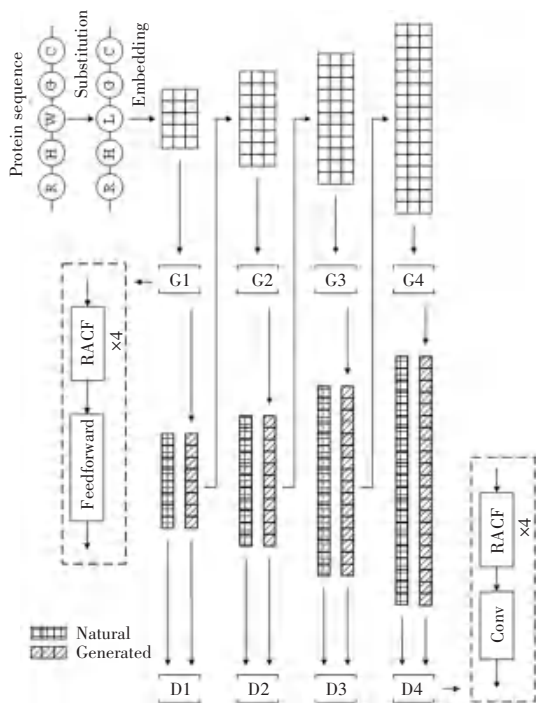 Protein sequence
R H W G C
Substitution
R H L G C
Embedding
G1 G2 G3 G4
RACF
×4
Feedforward
RACF
×4
Conv
Natural
Generated
D1 D2 D3 D4